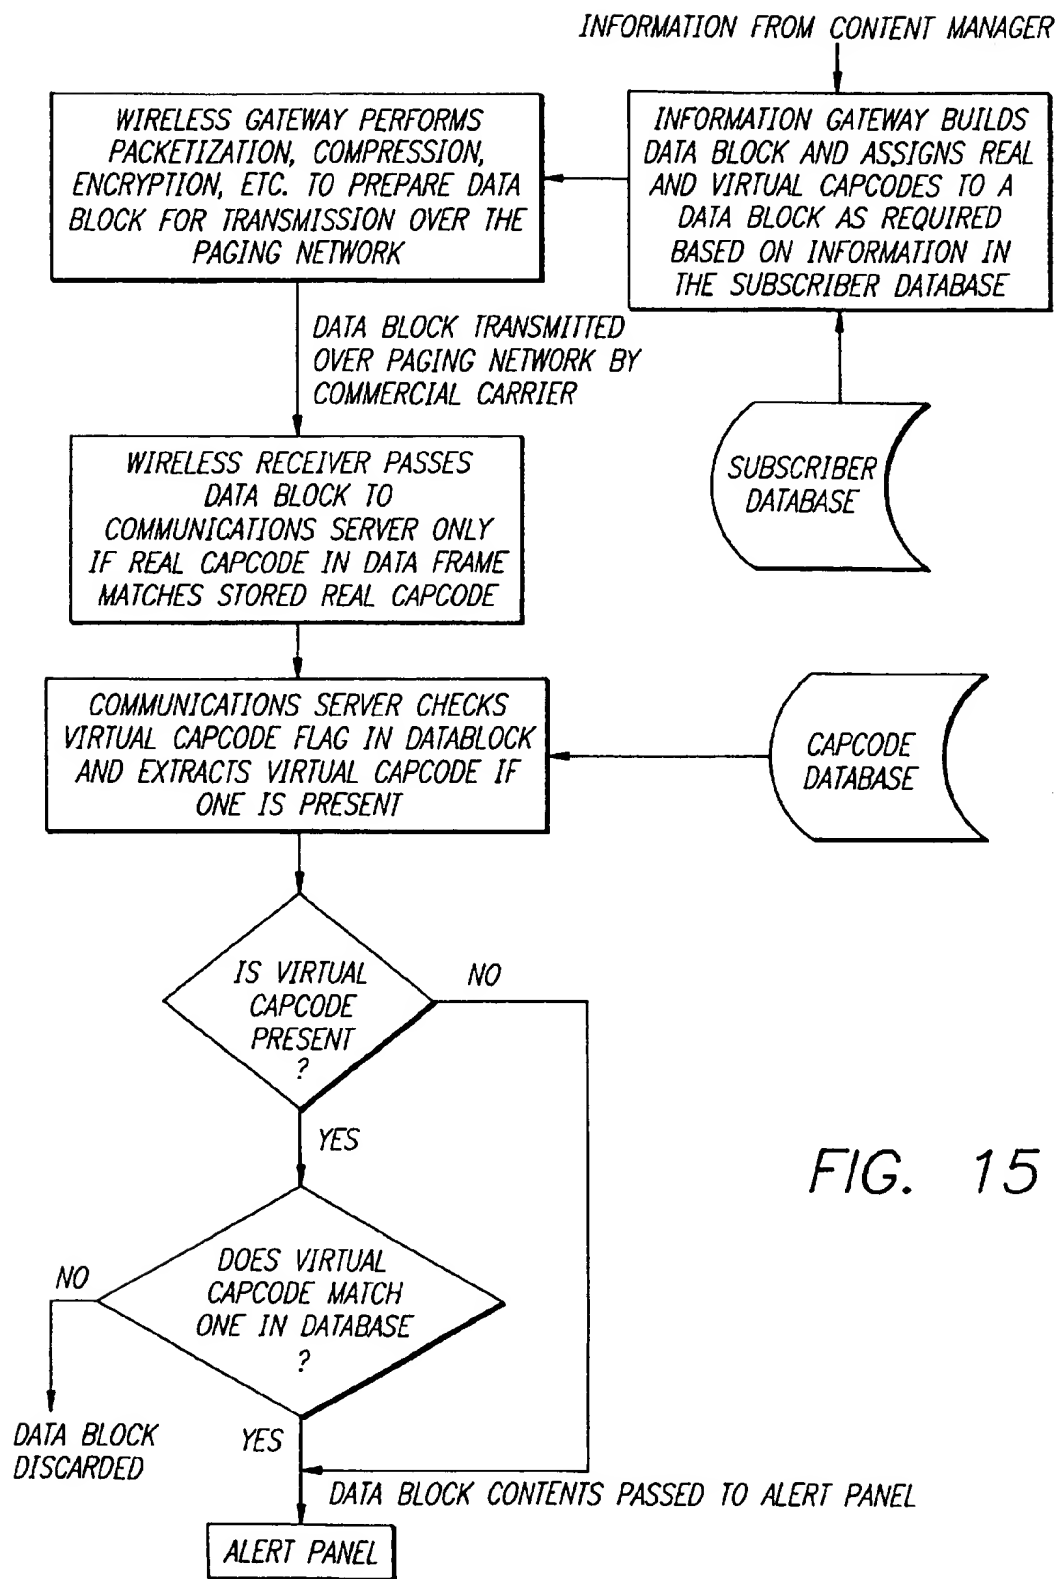 INFORMATION FROM CONTENT MANAGER
WIRELESS GATEWAY PERFORMS
PACKETIZATION, COMPRESSION,
ENCRYPTION, ETC. TO PREPARE DATA
BLOCK FOR TRANSMISSION OVER THE
PAGING NETWORK
INFORMATION GATEWAY BUILDS
DATA BLOCK AND ASSIGNS REAL
AND VIRTUAL CAPCODES TO A
DATA BLOCK AS REQUIRED
BASED ON INFORMATION IN
THE SUBSCRIBER DATABASE
DATA BLOCK TRANSMITTED
OVER PAGING NETWORK BY
COMMERCIAL CARRIER
SUBSCRIBER
DATABASE
WIRELESS RECEIVER PASSES
DATA BLOCK TO
COMMUNICATIONS SERVER ONLY
IF REAL CAPCODE IN DATA FRAME
MATCHES STORED REAL CAPCODE
COMMUNICATIONS SERVER CHECKS
VIRTUAL CAPCODE FLAG IN DATABLOCK
AND EXTRACTS VIRTUAL CAPCODE IF
ONE IS PRESENT
CAPCODE
DATABASE
IS VIRTUAL
CAPCODE
PRESENT
?
NO
YES
FIG. 15
DOES VIRTUAL
CAPCODE MATCH
ONE IN DATABASE
?
NO
DATA BLOCK
DISCARDED
YES
DATA BLOCK CONTENTS PASSED TO ALERT PANEL
ALERT PANEL